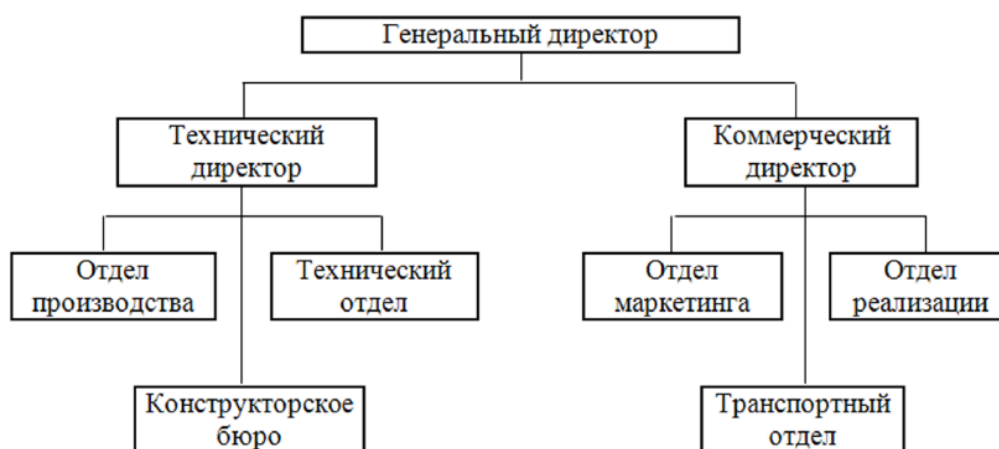 Генеральный директор
Технический
директор
Коммерческий
директор
Отдел
производства
Технический
отдел
Отдел
маркетинга
Отдел
реализации
Конструкторское
бюро
Транспортный
отдел